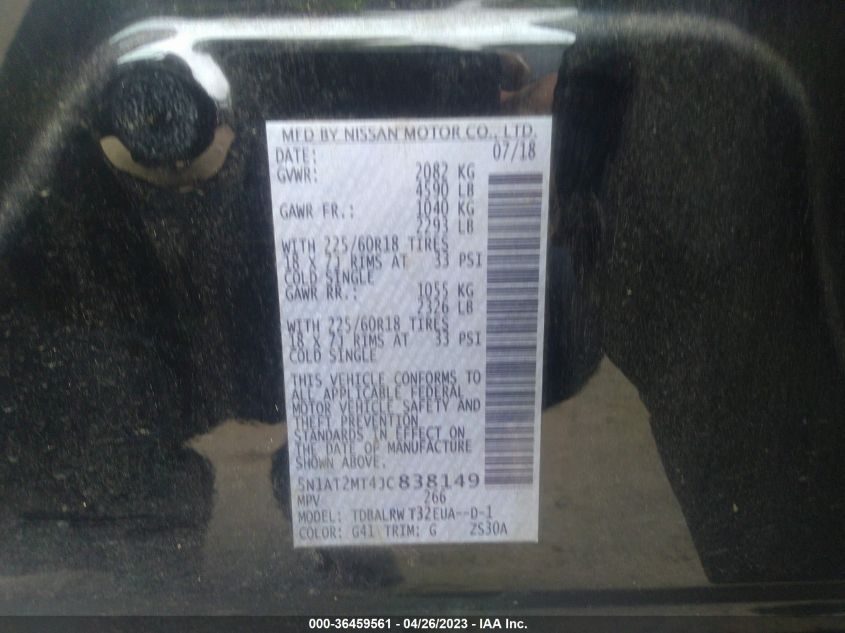 MFD BY NISSAN MOTOR CO., LTD.
DATE: 07/18
GVWR: 2082 KG
4590 LB
GAWR FR.: 1040 KG
2293 LB
WITH 225/60R18 TIRES
18 X 7J RIMS AT 33 PSI
COLD SINGLE
GAWR RR.: 1055 KG
2326 LB
WITH 225/60R18 TIRES
18 X 7J RIMS AT 33 PSI
COLD SINGLE
THIS VEHICLE CONFORMS TO
ALL APPLICABLE FEDERAL
MOTOR VEHICLE SAFETY AND
THEFT PREVENTION
STANDARDS IN EFFECT ON
THE DATE OF MANUFACTURE
SHOWN ABOVE.
5N1AT2MT4JC838149
MPV 266
MODEL: TDBALRW T32EUA--D-1
COLOR: G41 TRIM: G ZS30A
000-36459561 - 04/26/2023 - IAA Inc.